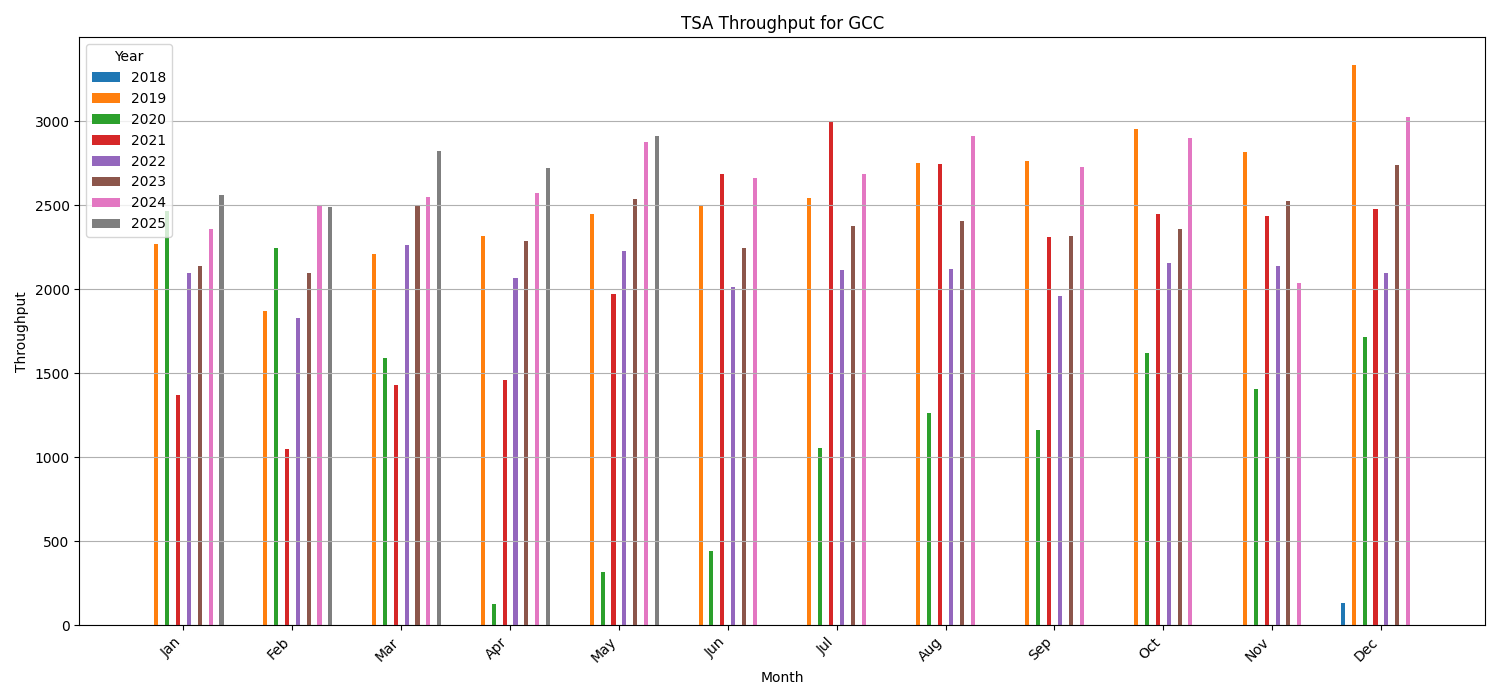 TSA Throughput for GCC
Year
2018
2019
2020
2021
2022
2023
2024
2025
Throughput
3000
2500
2000
1500
1000
500
0
Jan
Feb
Mar
Apr
May
Jun
Jul
Aug
Sep
Oct
Nov
Dec
Month